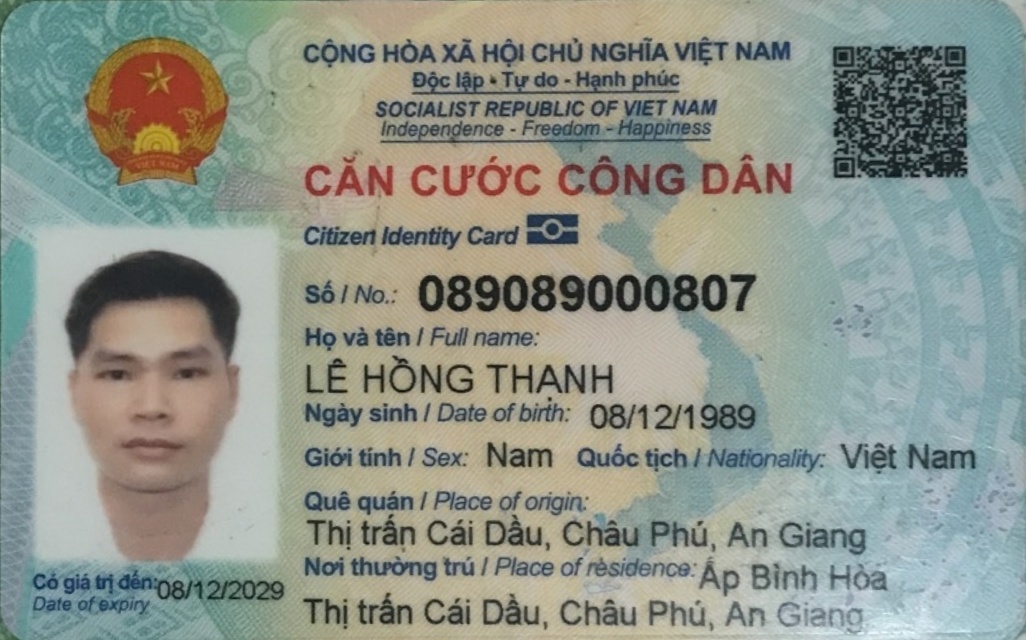 CỘNG HÒA XÃ HỘI CHỦ NGHĨA VIỆT NAM
Độc lập - Tự do - Hạnh phúc
SOCIALIST REPUBLIC OF VIET NAM
Independence - Freedom - Happiness
CĂN CƯỚC CÔNG DÂN
Citizen Identity Card
Số / No.: 089089000807
Họ và tên / Full name:
LÊ HỒNG THẠNH
Ngày sinh / Date of birth: 08/12/1989
Giới tính / Sex: Nam Quốc tịch / Nationality: Việt Nam
Quê quán / Place of origin:
Thị trấn Cái Dầu, Châu Phú, An Giang
Nơi thường trú / Place of residence: Ấp Bình Hòa
Thị trấn Cái Dầu, Châu Phú, An Giang
Có giá trị đến: 08/12/2029
Date of expiry
VIỆT NAM